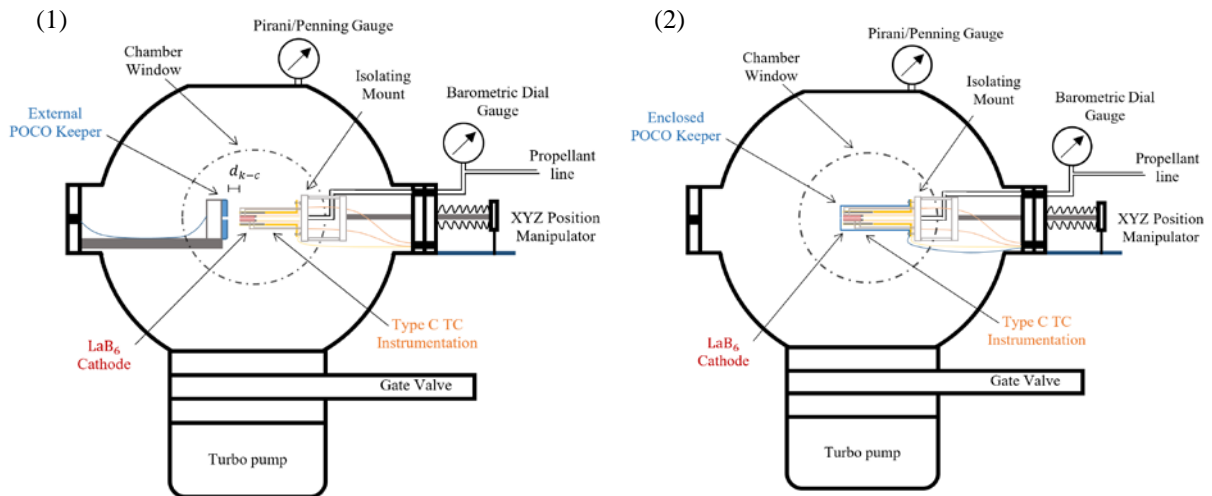 (1)
Pirani/Penning Gauge
Chamber
Window
Isolating
Mount
External
POCO Keeper
Barometric Dial
Gauge
d_{k-c}
Propellant
line
XYZ Position
Manipulator
LaB₆
Cathode
Type C TC
Instrumentation
Gate Valve
Turbo pump
(2)
Pirani/Penning Gauge
Chamber
Window
Isolating
Mount
Enclosed
POCO Keeper
Barometric Dial
Gauge
Propellant
line
XYZ Position
Manipulator
LaB₆
Cathode
Type C TC
Instrumentation
Gate Valve
Turbo pump